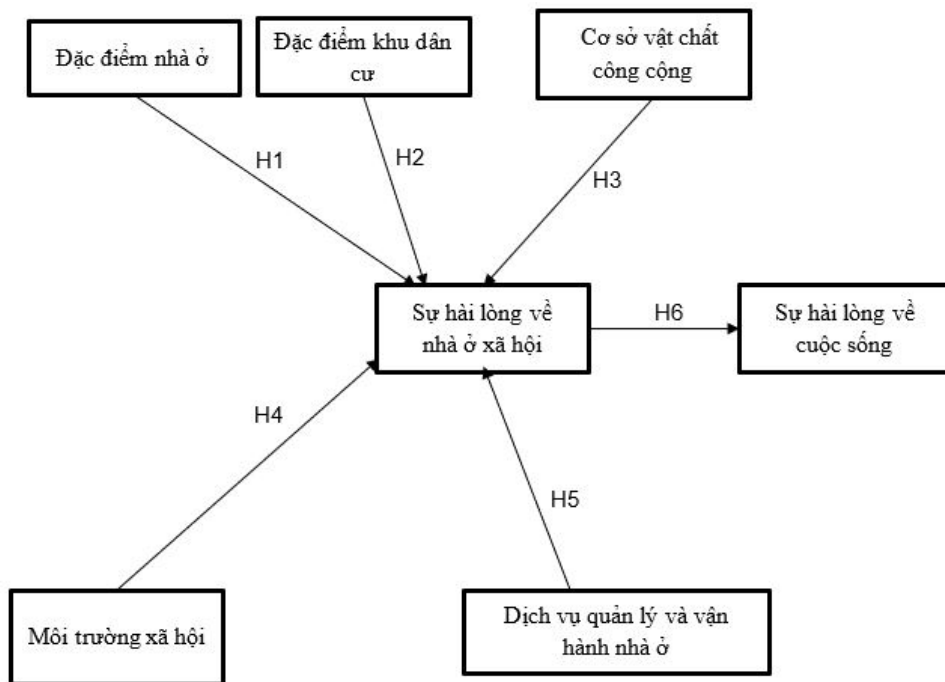 Đặc điểm nhà ở
Đặc điểm khu dân
cư
Cơ sở vật chất
công cộng
H1
H2
H3
Sự hài lòng về
nhà ở xã hội
H6
Sự hài lòng về
cuộc sống
H4
H5
Môi trường xã hội
Dịch vụ quản lý và vận
hành nhà ở